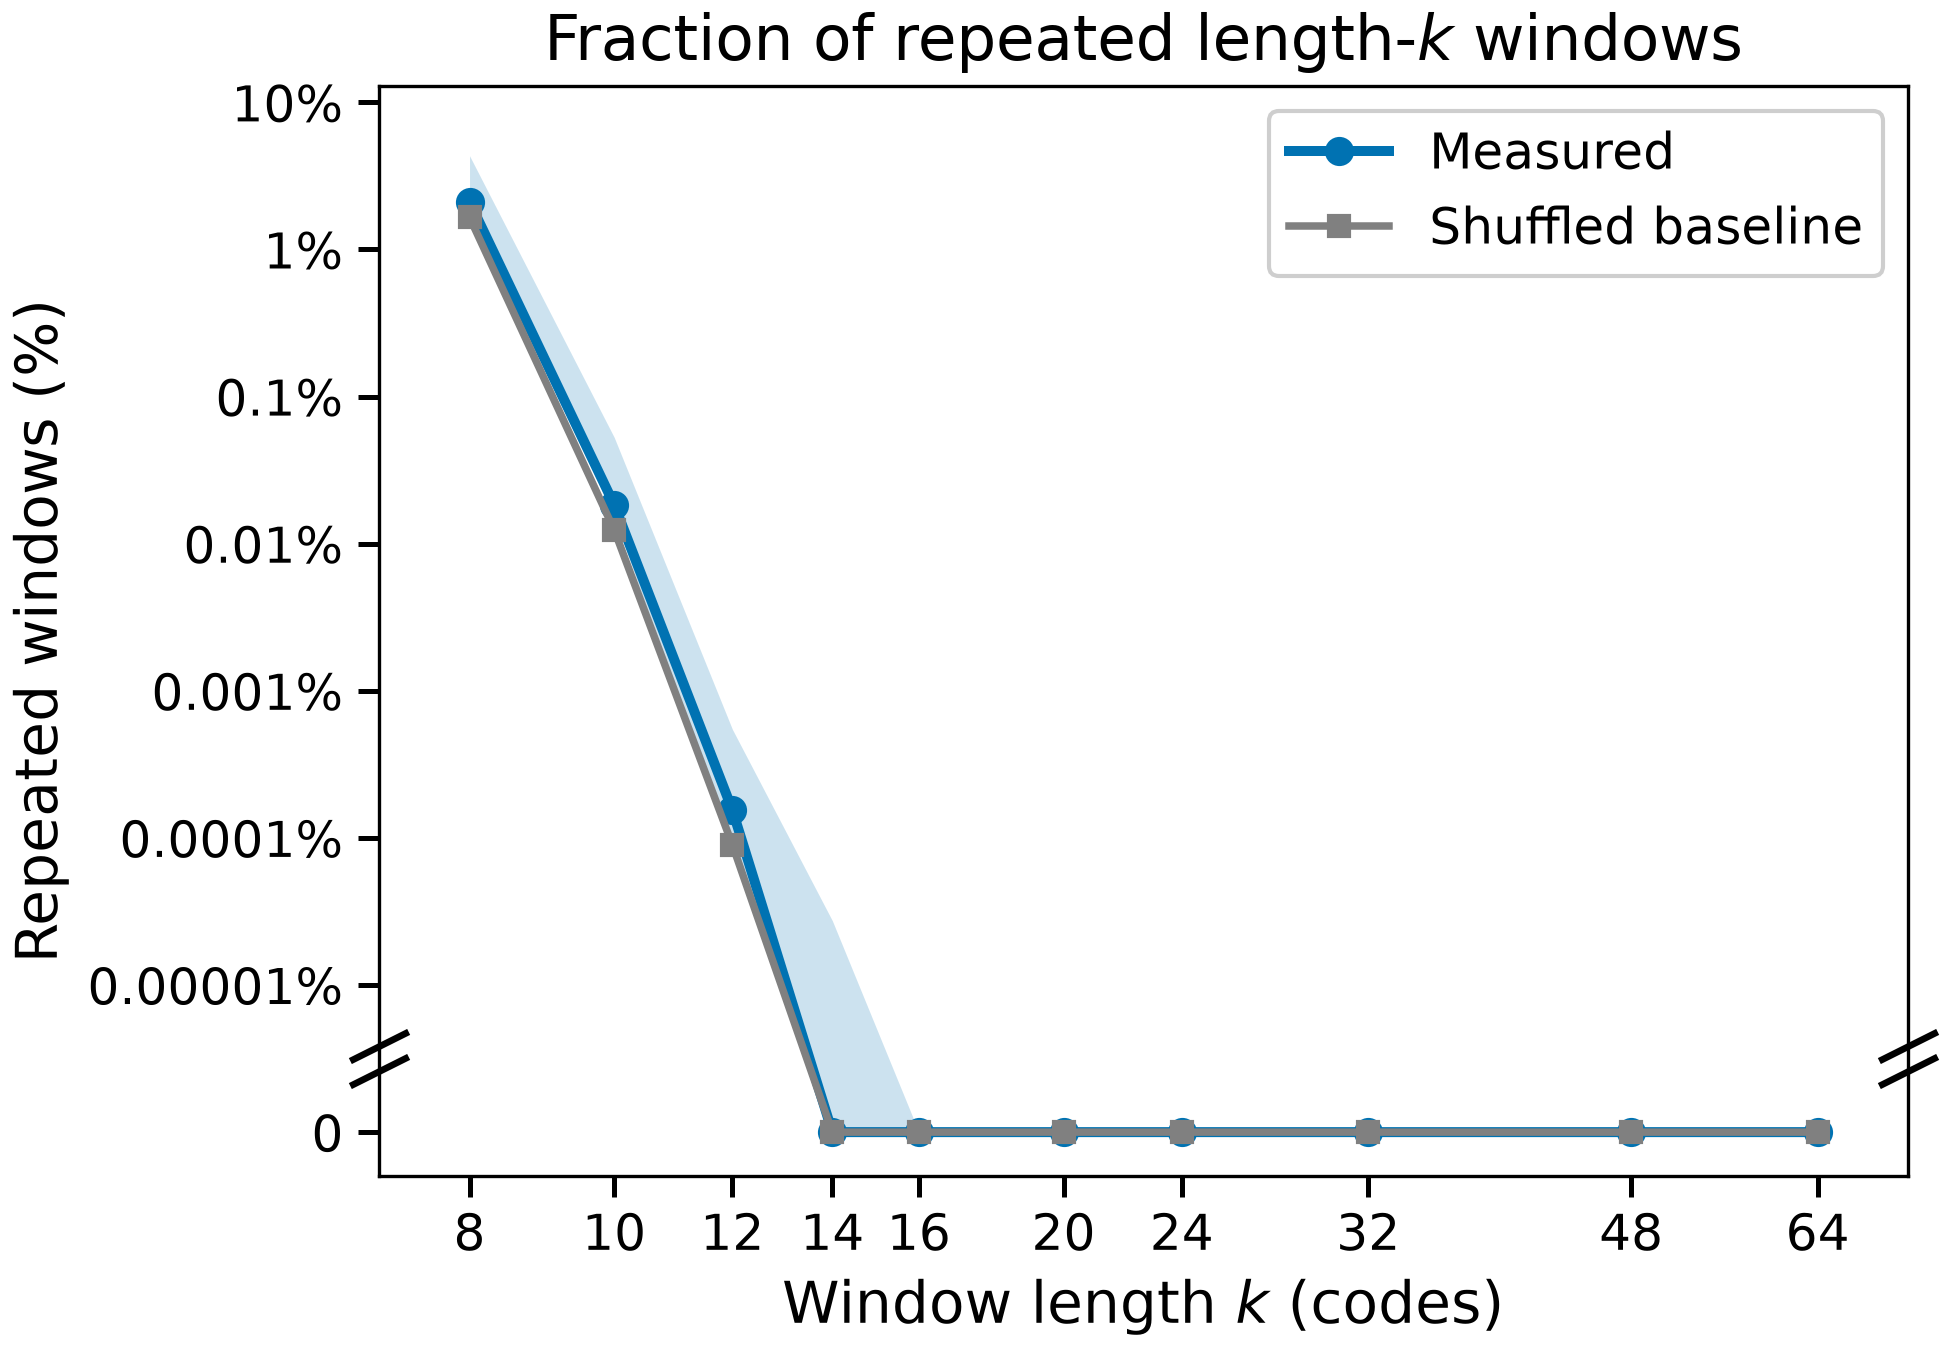 Fraction of repeated length-k windows
10%
1%
0.1%
0.01%
0.001%
0.0001%
0.00001%
0
Repeated windows (%)
Measured
Shuffled baseline
8 10 12 14 16 20 24 32 48 64
Window length k (codes)